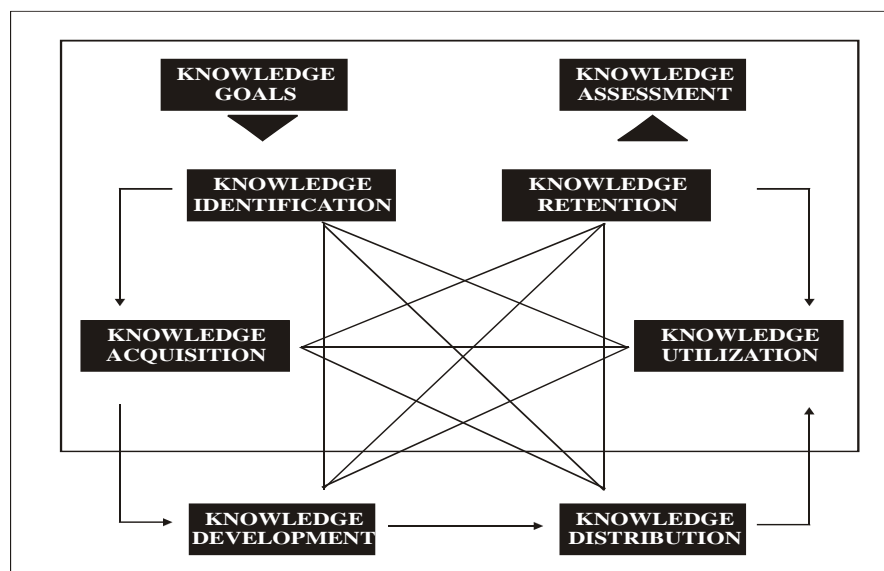 KNOWLEDGE
GOALS
KNOWLEDGE
ASSESSMENT
KNOWLEDGE
IDENTIFICATION
KNOWLEDGE
RETENTION
KNOWLEDGE
ACQUISITION
KNOWLEDGE
UTILIZATION
KNOWLEDGE
DEVELOPMENT
KNOWLEDGE
DISTRIBUTION